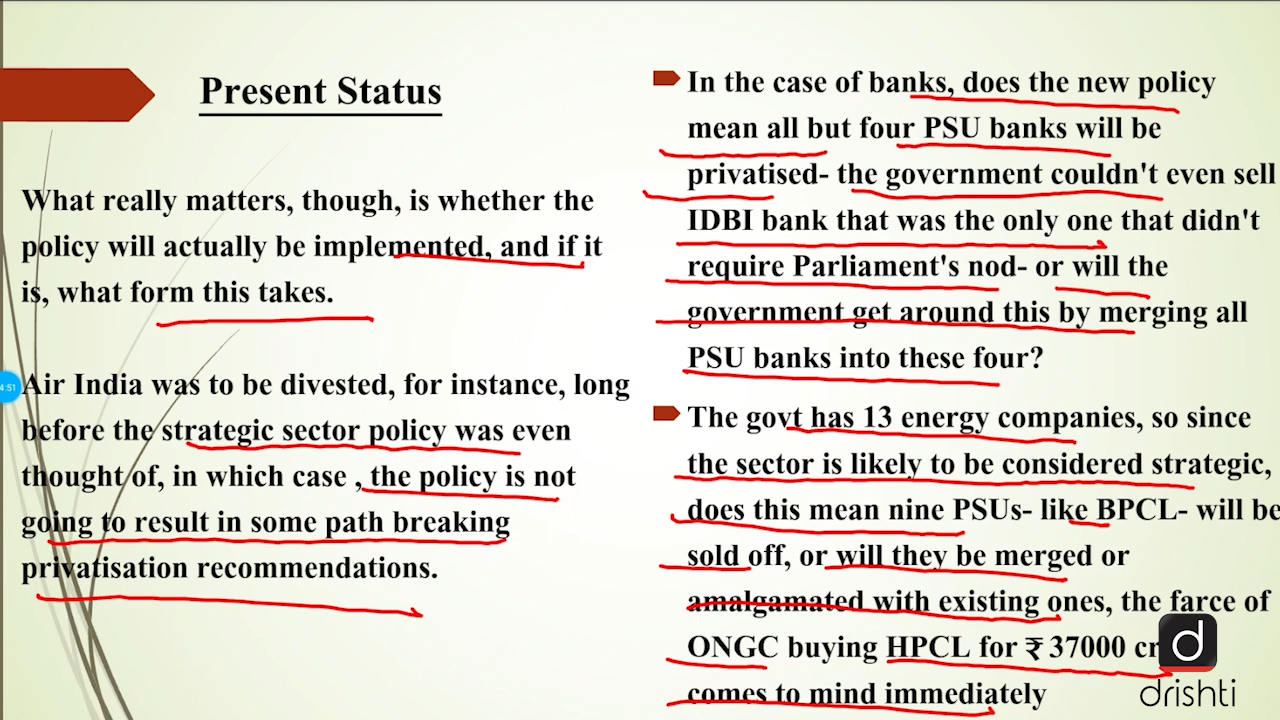 Present Status
What really matters, though, is whether the
policy will actually be implemented, and if it
is, what form this takes.
Air India was to be divested, for instance, long
before the strategic sector policy was even
thought of, in which case , the policy is not
going to result in some path breaking
privatisation recommendations.
4:51
In the case of banks, does the new policy
mean all but four PSU banks will be
privatised- the government couldn't even sell
IDBI bank that was the only one that didn't
require Parliament's nod- or will the
government get around this by merging all
PSU banks into these four?
The govt has 13 energy companies, so since
the sector is likely to be considered strategic,
does this mean nine PSUs- like BPCL- will be
sold off, or will they be merged or
amalgamated with existing ones, the farce of
ONGC buying HPCL for ₹ 37000 cr
comes to mind immediately
d
drishti